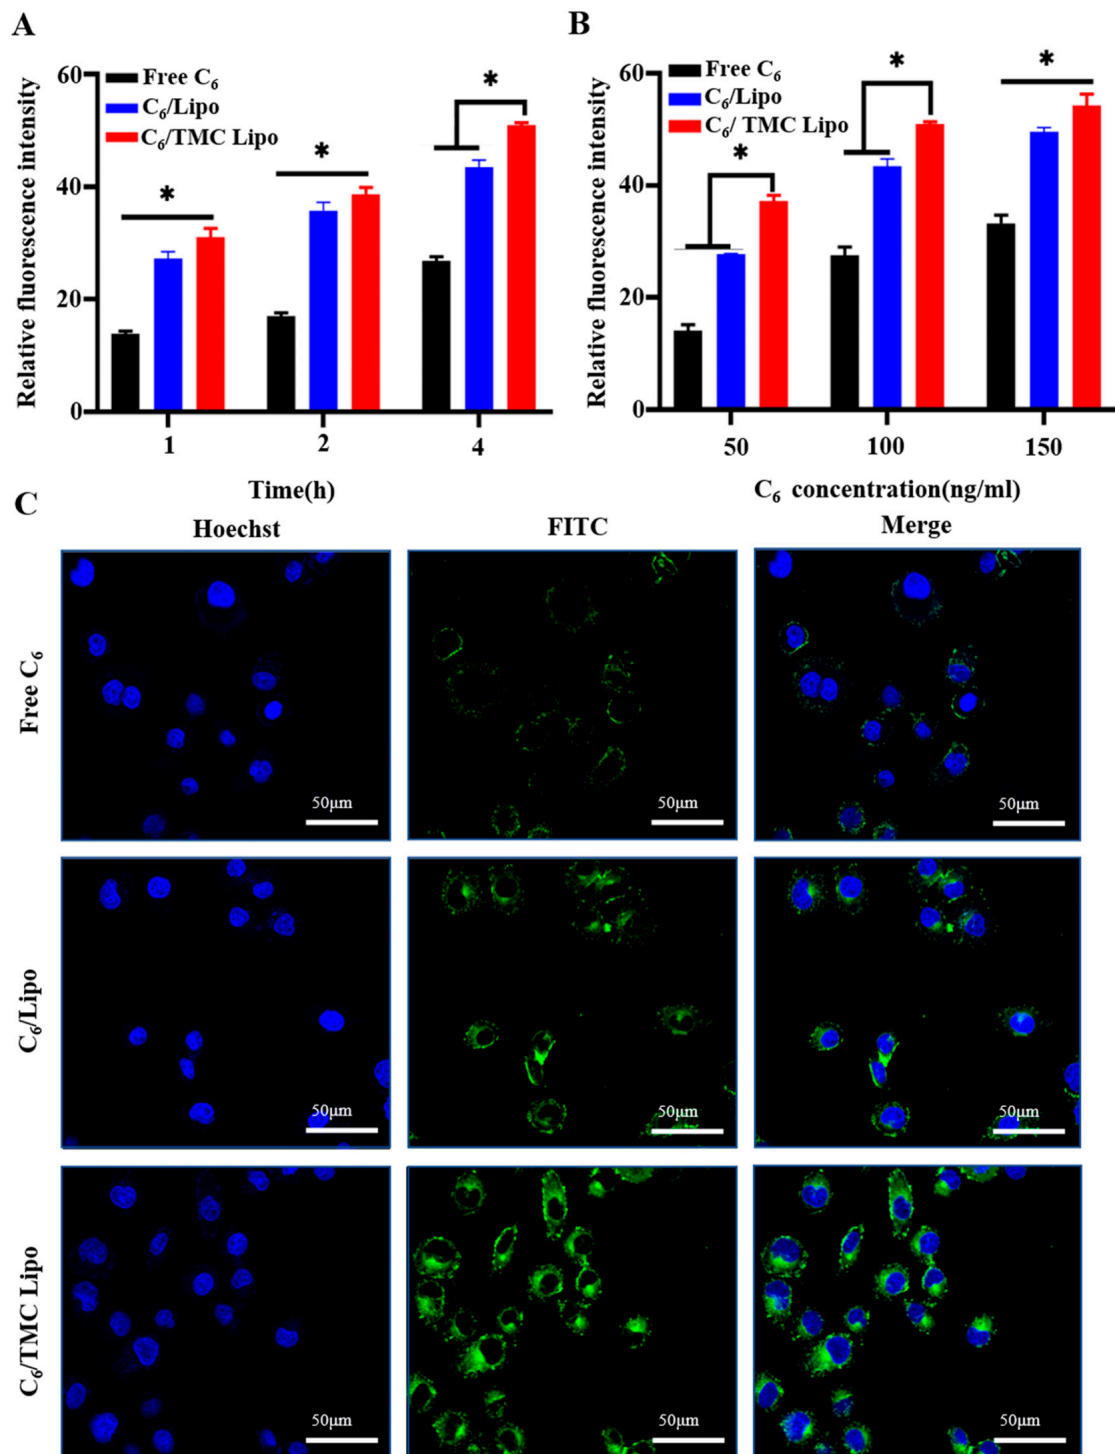 A
Relative fluorescence intensity
60
40
20
0
Free C₆
C₆/Lipo
C₆/TMC Lipo
*
*
*
1
2
4
Time(h)
B
Relative fluorescence intensity
60
40
20
0
Free C₆
C₆/Lipo
C₆/ TMC Lipo
*
*
*
50
100
150
C₆ concentration(ng/ml)
C
Hoechst
FITC
Merge
Free C₆
50μm
50μm
50μm
C₆/Lipo
50μm
50μm
50μm
C₆/TMC Lipo
50μm
50μm
50μm